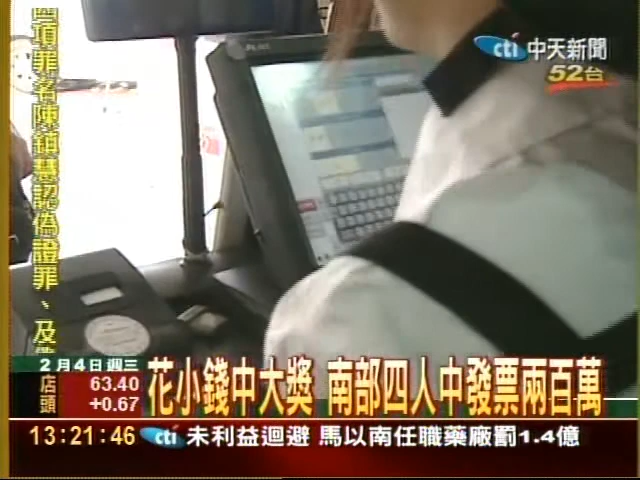 四項罪名陳鎮慧認偽證罪、及
cti 中天新聞
52台
2月4日週三
店頭 63.40 +0.67
花小錢中大獎 南部四人中發票兩百萬
13:21:46 cti 未利益迴避 馬以南任職藥廠罰1.4億